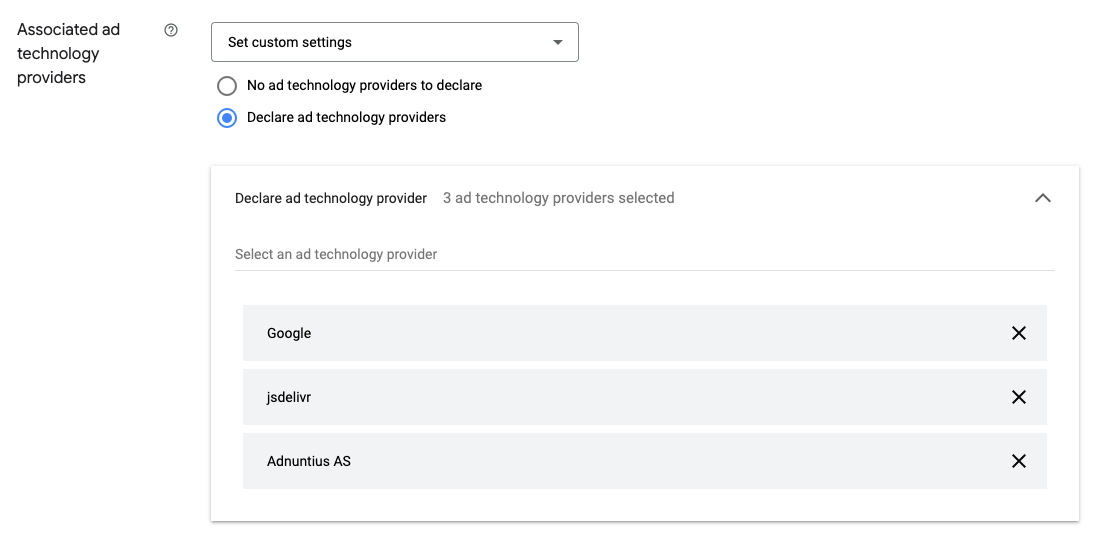 Associated ad
technology
providers
Set custom settings
No ad technology providers to declare
Declare ad technology providers
Declare ad technology provider 3 ad technology providers selected
Select an ad technology provider
Google
jsdelivr
Adnuntius AS